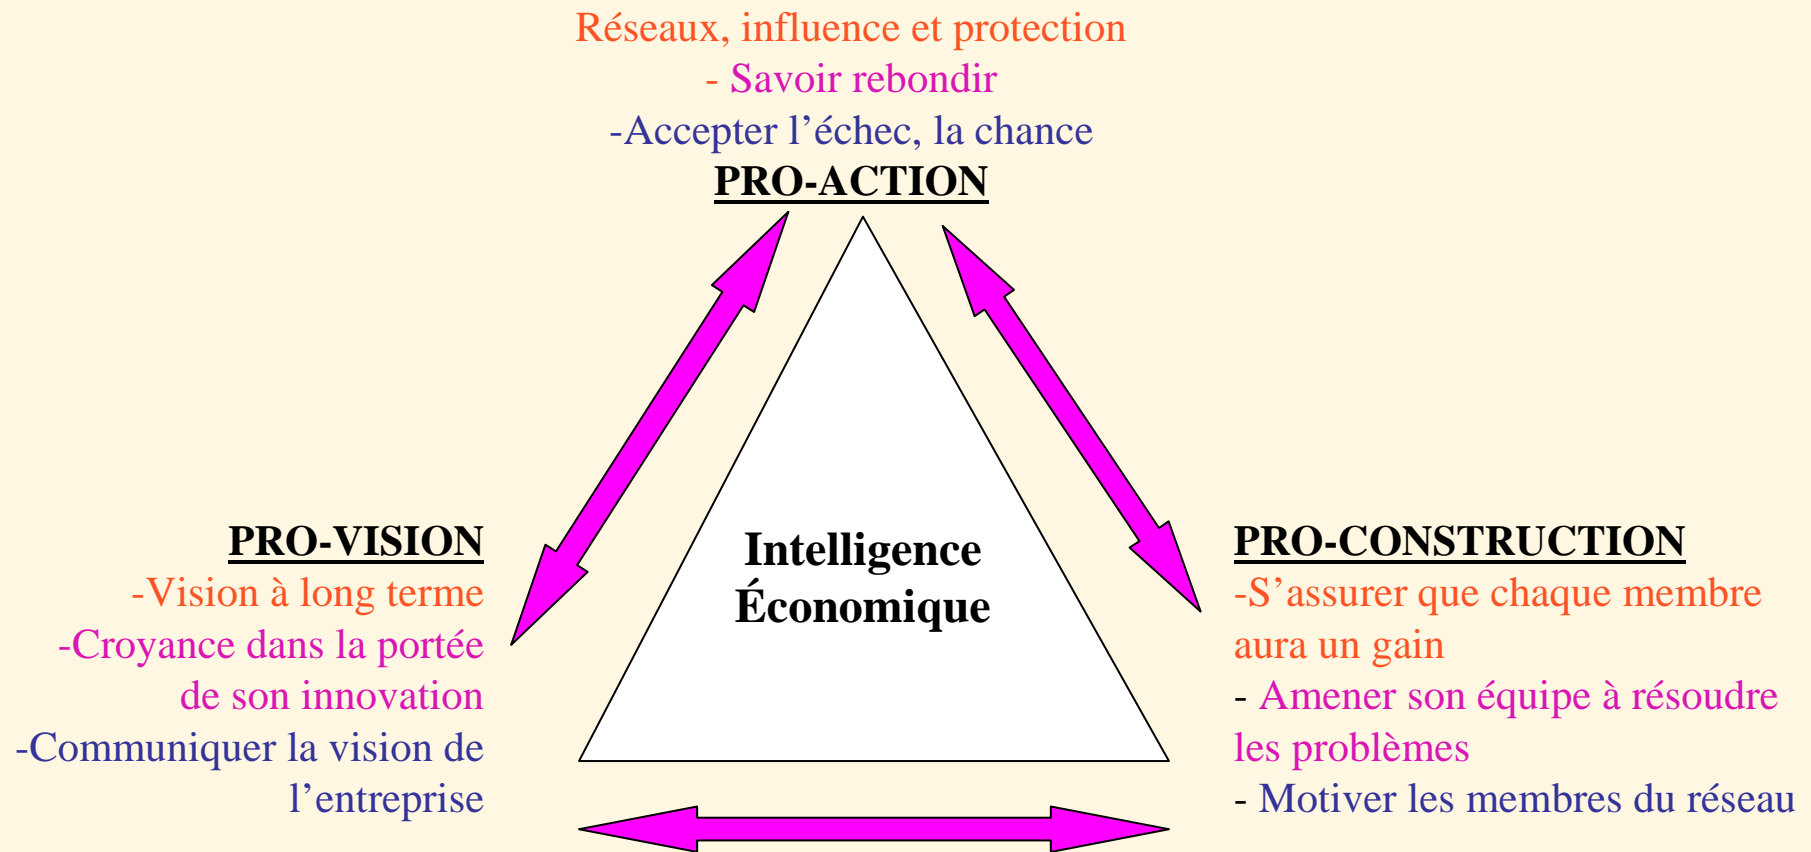 Réseaux, influence et protection
- Savoir rebondir
-Accepter l’échec, la chance
PRO-ACTION
PRO-VISION
-Vision à long terme
-Croyance dans la portée
de son innovation
-Communiquer la vision de
l’entreprise
Intelligence
Économique
PRO-CONSTRUCTION
-S’assurer que chaque membre
aura un gain
- Amener son équipe à résoudre
les problèmes
- Motiver les membres du réseau